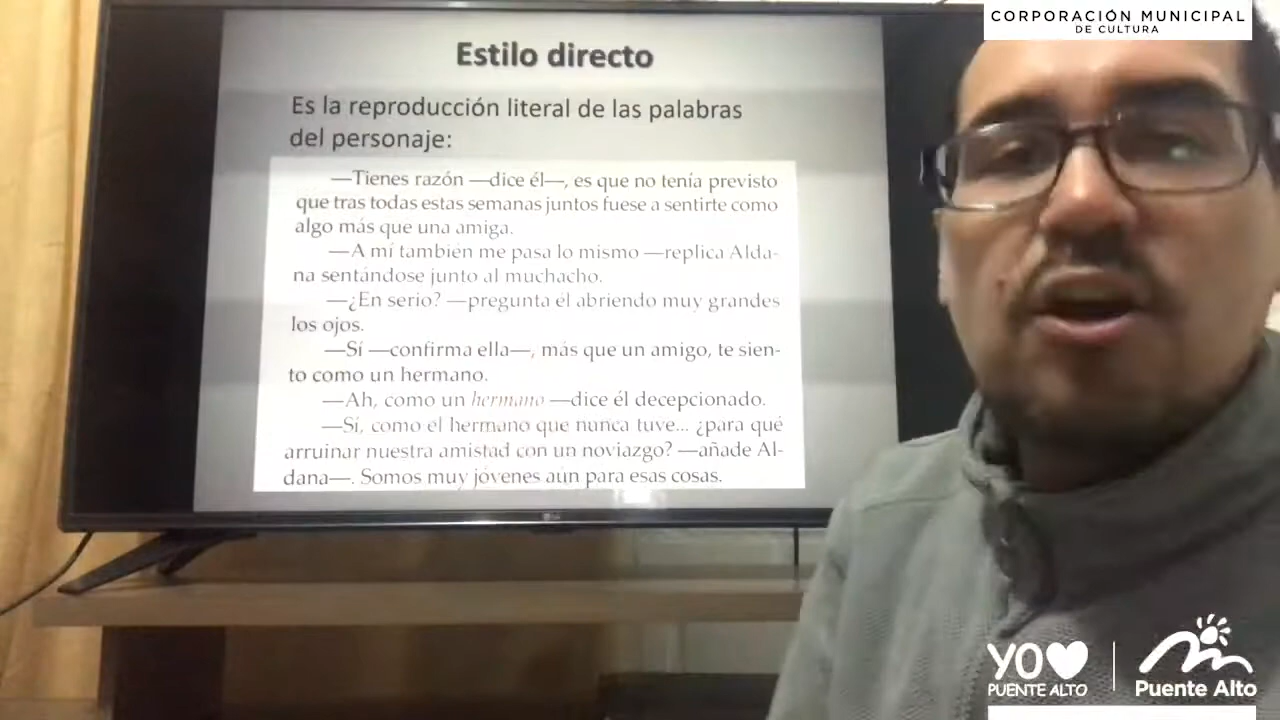 CORPORACIÓN MUNICIPAL
DE CULTURA
Estilo directo
Es la reproducción literal de las palabras
del personaje:
—Tienes razón —dice él—, es que no tenía previsto
que tras todas estas semanas juntos fuese a sentirte como
algo más que una amiga.
—A mí también me pasa lo mismo —replica Alda-
na sentándose junto al muchacho.
—¿En serio? —pregunta él abriendo muy grandes
los ojos.
—Sí —confirma ella—, más que un amigo, te sien-
to como un hermano.
—Ah, como un hermano —dice él decepcionado.
—Sí, como el hermano que nunca tuve... ¿para qué
arruinar nuestra amistad con un noviazgo? —añade Al-
dana—. Somos muy jóvenes aún para esas cosas.
LG
YO
PUENTE ALTO
Puente Alto